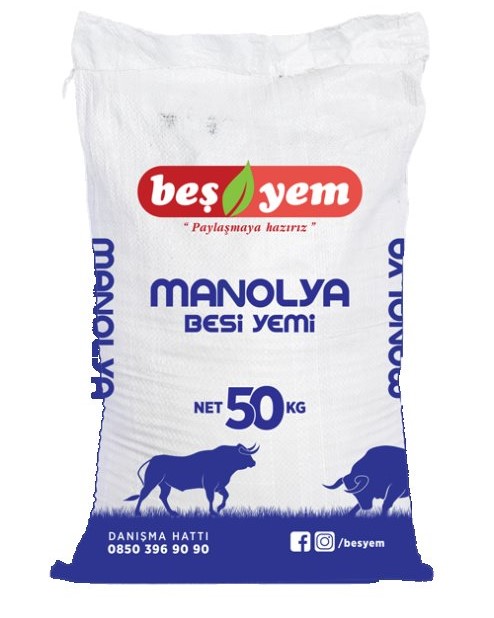 beş yem
“ Paylaşmaya hazırız ”
MANOLYA
BESi YEMi
NET 50 KG
MANOLYA
MANOLYA
DANIŞMA HATTI
0850 396 90 90
/besyem